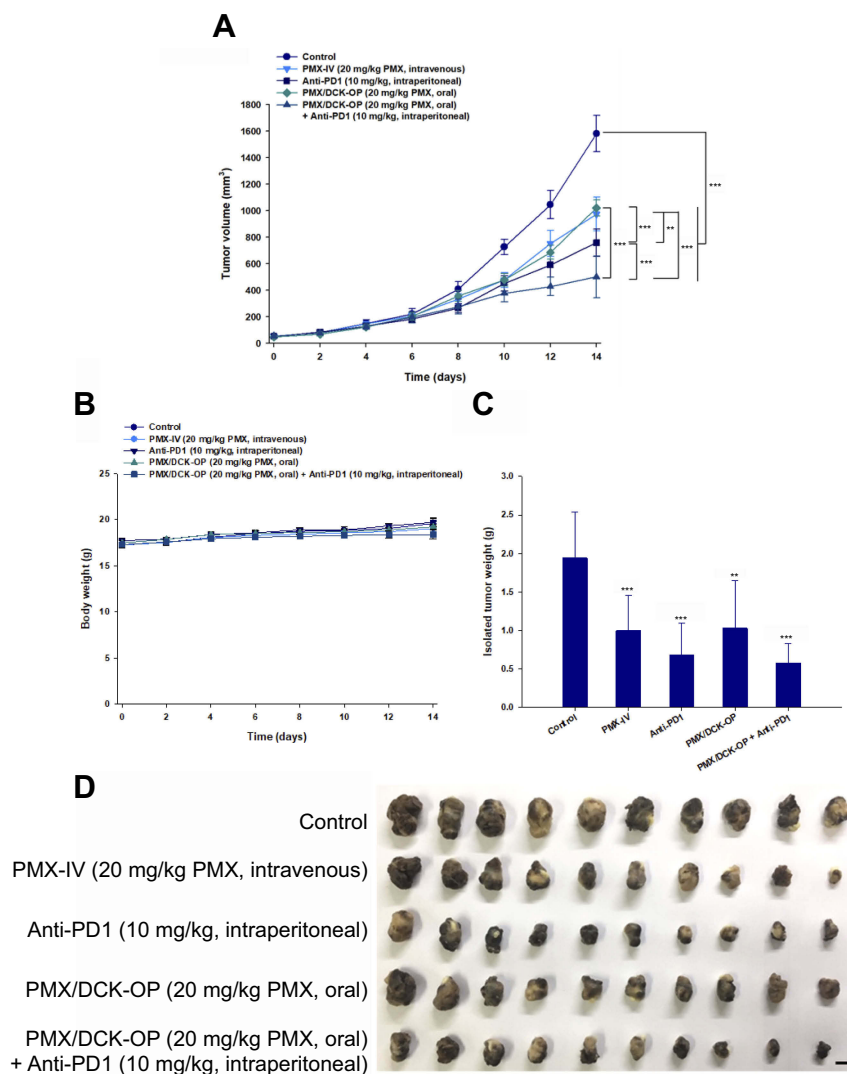 A
Control
PMX-IV (20 mg/kg PMX, intravenous)
Anti-PD1 (10 mg/kg, intraperitoneal)
PMX/DCK-OP (20 mg/kg PMX, oral)
PMX/DCK-OP (20 mg/kg PMX, oral)
+ Anti-PD1 (10 mg/kg, intraperitoneal)
Tumor volume (mm³)
1800
1600
1400
1200
1000
800
600
400
200
0
0 2 4 6 8 10 12 14
Time (days)
***
***
***
**
***
***
B
Control
PMX-IV (20 mg/kg PMX, intravenous)
Anti-PD1 (10 mg/kg, intraperitoneal)
PMX/DCK-OP (20 mg/kg PMX, oral)
PMX/DCK-OP (20 mg/kg PMX, oral) + Anti-PD1 (10 mg/kg, intraperitoneal)
Body weight (g)
25
20
15
10
5
0
0 2 4 6 8 10 12 14
Time (days)
C
Isolated tumor weight (g)
3.0
2.5
2.0
1.5
1.0
0.5
0.0
***
***
**
***
Control
PMX-IV
Anti-PD1
PMX/DCK-OP
PMX/DCK-OP + Anti-PD1
D
Control
PMX-IV (20 mg/kg PMX, intravenous)
Anti-PD1 (10 mg/kg, intraperitoneal)
PMX/DCK-OP (20 mg/kg PMX, oral)
PMX/DCK-OP (20 mg/kg PMX, oral)
+ Anti-PD1 (10 mg/kg, intraperitoneal)